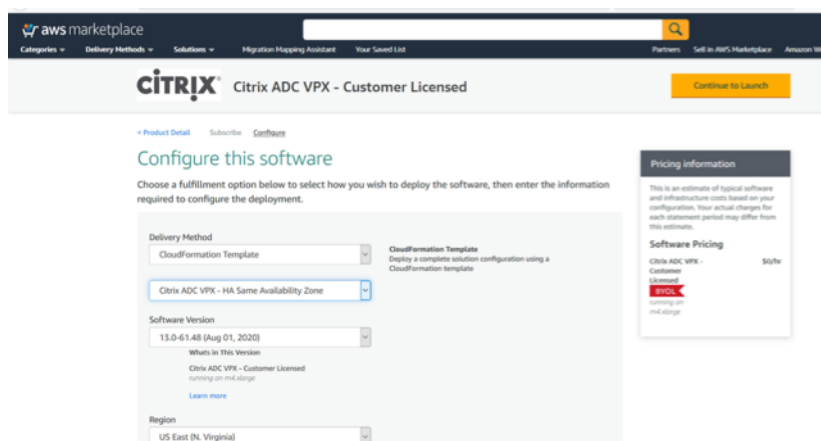 aws marketplace
Categories Delivery Methods Solutions Migration Mapping Assistant Your Saved List
Partners Sell in AWS Marketplace Amazon
CITRIX Citrix ADC VPX - Customer Licensed
Continue to Launch
< Product Detail Subscribe Configure
Configure this software
Choose a fulfillment option below to select how you wish to deploy the software, then enter the information
required to configure the deployment.
Delivery Method
CloudFormation Template
CloudFormation Template
Deploy a complete solution configuration using a
CloudFormation template
Citrix ADC VPX - HA Same Availability Zone
Software Version
13.0-61.48 (Aug 01, 2020)
Whats in This Version
Citrix ADC VPX - Customer Licensed
running on m4.xlarge
Learn more
Region
US East (N. Virginia)
Pricing information
This is an estimate of typical software
and infrastructure costs based on your
configuration. Your actual charges for
each statement period may differ from
this estimate.
Software Pricing
Citrix ADC VPX - $0/hr
Customer
Licensed
BYOL
running on
m4.xlarge